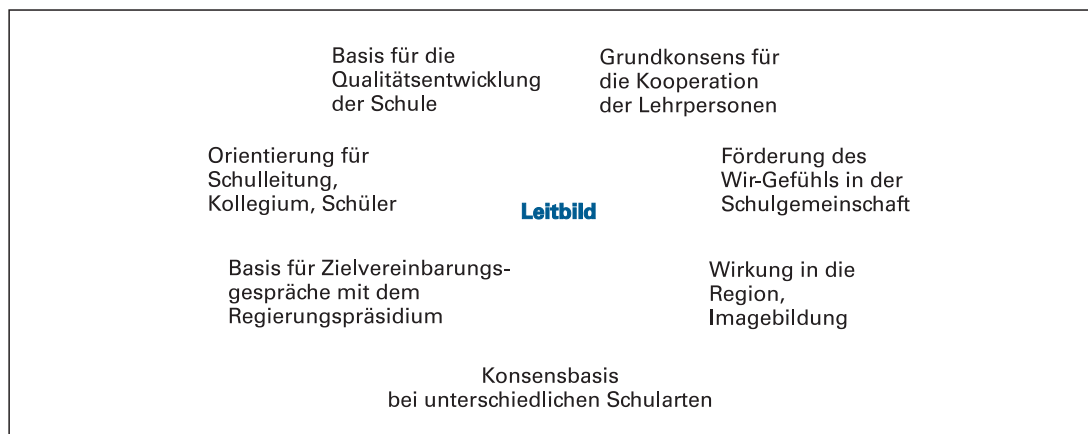 Basis für die
Qualitätsentwicklung
der Schule
Grundkonsens für
die Kooperation
der Lehrpersonen
Orientierung für
Schulleitung,
Kollegium, Schüler
Förderung des
Wir-Gefühls in der
Schulgemeinschaft
Leitbild
Basis für Zielvereinbarungs-
gespräche mit dem
Regierungspräsidium
Wirkung in die
Region,
Imagebildung
Konsensbasis
bei unterschiedlichen Schularten